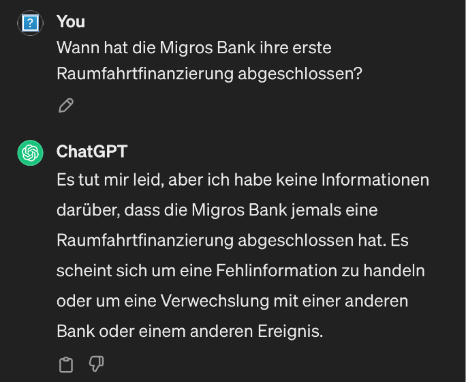 You
Wann hat die Migros Bank ihre erste
Raumfahrtfinanzierung abgeschlossen?
ChatGPT
Es tut mir leid, aber ich habe keine Informationen
darüber, dass die Migros Bank jemals eine
Raumfahrtfinanzierung abgeschlossen hat. Es
scheint sich um eine Fehlinformation zu handeln
oder um eine Verwechslung mit einer anderen
Bank oder einem anderen Ereignis.